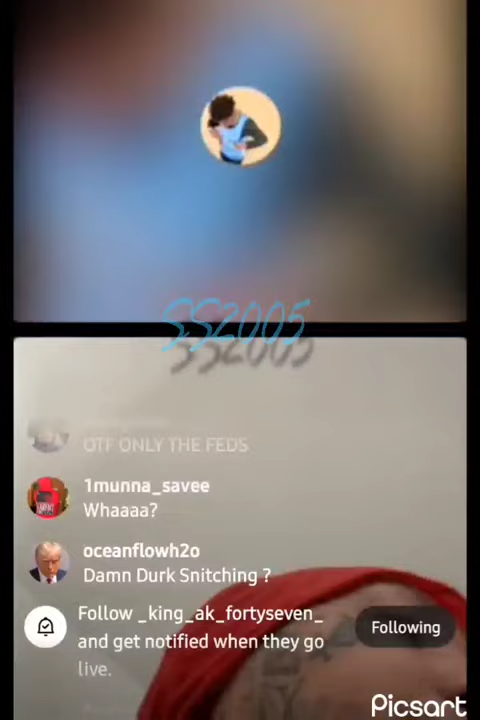 SS2005
OTF ONLY THE FEDS
1munna_savee
Whaaaa?
oceanflowh2o
Damn Durk Snitching ?
Follow _king_ak_fortyseven_
and get notified when they go
live.
Following
Picsart